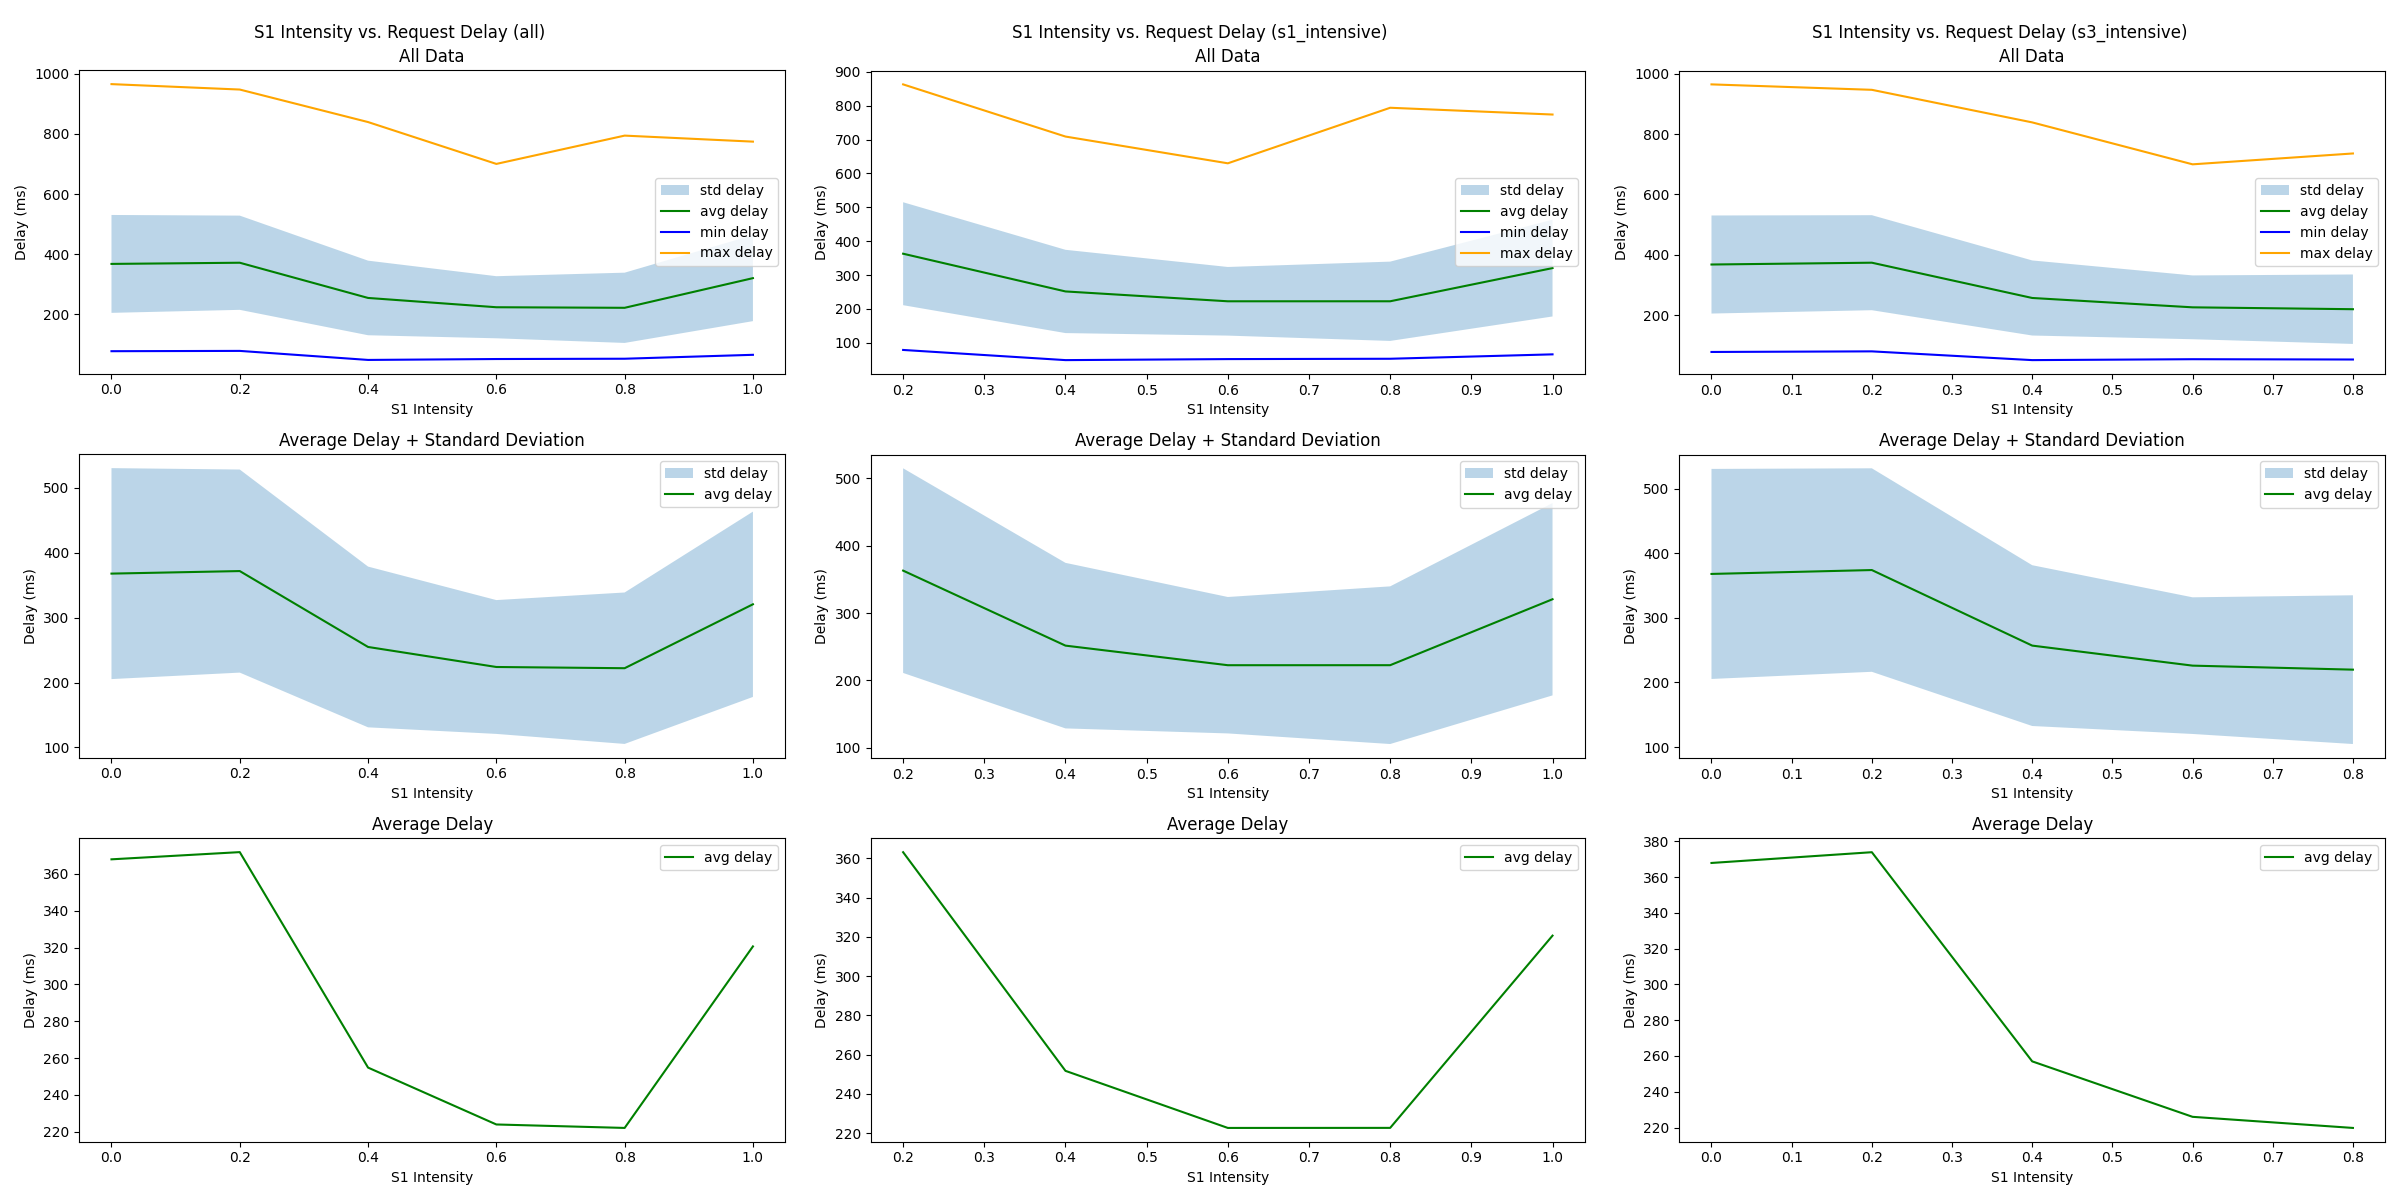 S1 Intensity vs. Request Delay (all)
All Data
1000
800
600
400
200
Delay (ms)
std delay
avg delay
min delay
max delay
0.0 0.2 0.4 0.6 0.8 1.0
S1 Intensity
S1 Intensity vs. Request Delay (s1_intensive)
All Data
900
800
700
600
500
400
300
200
100
Delay (ms)
std delay
avg delay
min delay
max delay
0.2 0.3 0.4 0.5 0.6 0.7 0.8 0.9 1.0
S1 Intensity
S1 Intensity vs. Request Delay (s3_intensive)
All Data
1000
800
600
400
200
Delay (ms)
std delay
avg delay
min delay
max delay
0.0 0.1 0.2 0.3 0.4 0.5 0.6 0.7 0.8
S1 Intensity
Average Delay + Standard Deviation
500
400
300
200
100
Delay (ms)
std delay
avg delay
0.0 0.2 0.4 0.6 0.8 1.0
S1 Intensity
Average Delay + Standard Deviation
500
400
300
200
100
Delay (ms)
std delay
avg delay
0.2 0.3 0.4 0.5 0.6 0.7 0.8 0.9 1.0
S1 Intensity
Average Delay + Standard Deviation
500
400
300
200
100
Delay (ms)
std delay
avg delay
0.0 0.1 0.2 0.3 0.4 0.5 0.6 0.7 0.8
S1 Intensity
Average Delay
360
340
320
300
280
260
240
220
Delay (ms)
avg delay
0.0 0.2 0.4 0.6 0.8 1.0
S1 Intensity
Average Delay
360
340
320
300
280
260
240
220
Delay (ms)
avg delay
0.2 0.3 0.4 0.5 0.6 0.7 0.8 0.9 1.0
S1 Intensity
Average Delay
380
360
340
320
300
280
260
240
220
Delay (ms)
avg delay
0.0 0.1 0.2 0.3 0.4 0.5 0.6 0.7 0.8
S1 Intensity